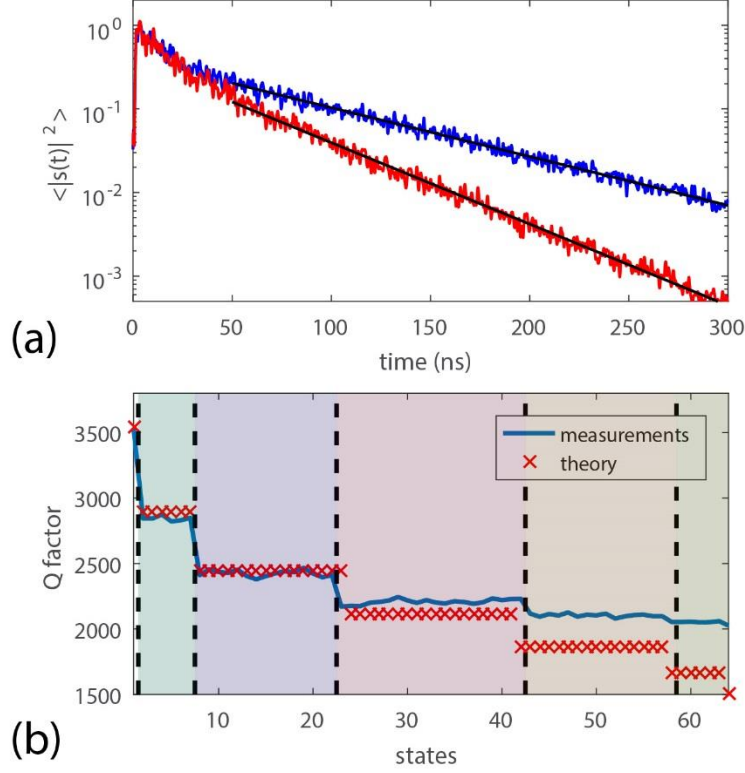 10^0
10^-1
10^-2
10^-3
<|s(t)| ^2 >
0 50 100 150 200 250 300
time (ns)
(a)
3500
3000
2500
2000
1500
Q factor
measurements
theory
10 20 30 40 50 60
states
(b)